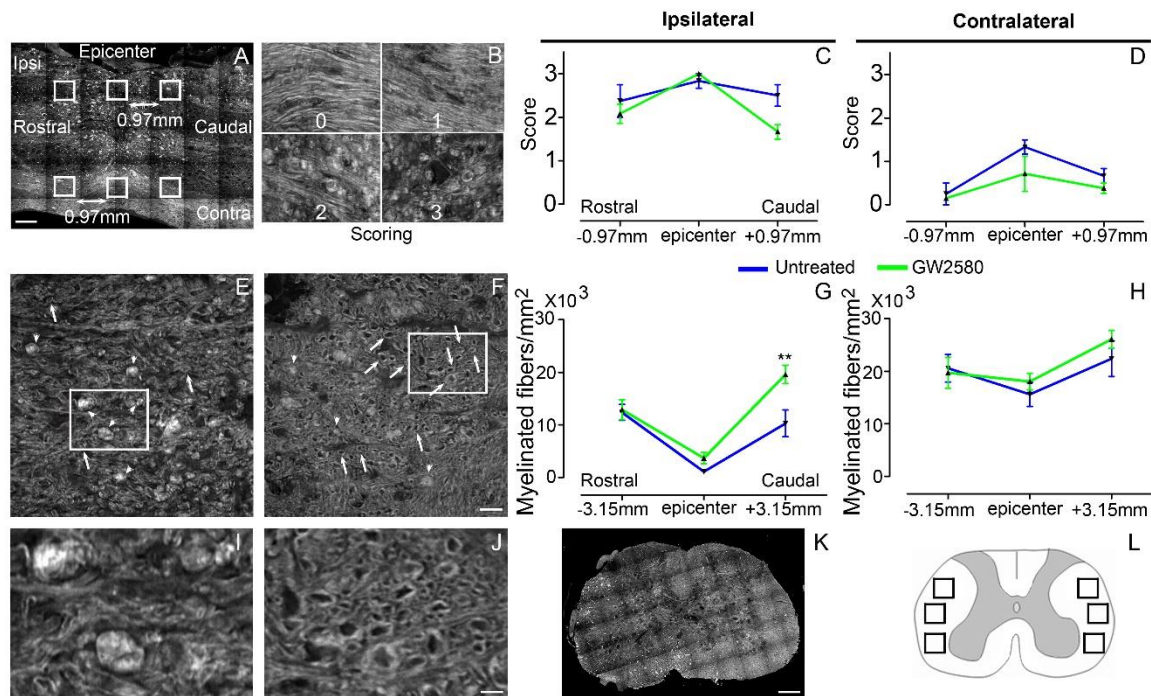 Ipsilateral
Contralateral
Epicenter
A
Ipsi
Rostral
Caudal
0.97mm
0.97mm
Contra
B
0
1
2
3
Scoring
C
Score
3
2
1
0
Rostral
Caudal
-0.97mm
epicenter
+0.97mm
D
Score
3
2
1
0
-0.97mm
epicenter
+0.97mm
Untreated
GW2580
E
F
G
X10³
Myelinated fibers/mm²
30
20
10
0
**
Rostral
Caudal
-3.15mm
epicenter
+3.15mm
H
X10³
Myelinated fibers/mm²
30
20
10
0
-3.15mm
epicenter
+3.15mm
I
J
K
L